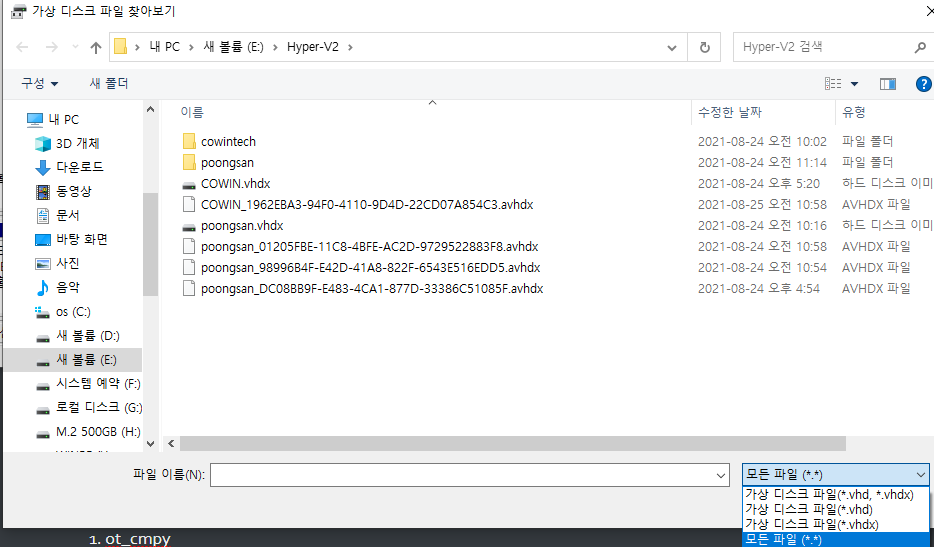 가상 디스크 파일 찾아보기
내 PC > 새 볼륨 (E:) > Hyper-V2 >
Hyper-V2 검색
구성 새 폴더
이름 수정한 날짜 유형
내 PC
3D 개체
다운로드
동영상
문서
바탕 화면
사진
음악
os (C:)
새 볼륨 (D:)
새 볼륨 (E:)
시스템 예약 (F:)
로컬 디스크 (G:)
M.2 500GB (H:)
cowintech 2021-08-24 오전 10:02 파일 폴더
poongsan 2021-08-24 오전 11:14 파일 폴더
COWIN.vhdx 2021-08-24 오후 5:20 하드 디스크 이미
COWIN_1962EBA3-94F0-4110-9D4D-22CD07A854C3.avhdx 2021-08-25 오전 10:58 AVHDX 파일
poongsan.vhdx 2021-08-24 오전 10:16 하드 디스크 이미
poongsan_01205FBE-11C8-4BFE-AC2D-9729522883F8.avhdx 2021-08-24 오전 10:58 AVHDX 파일
poongsan_98996B4F-E42D-41A8-822F-6543E516EDD5.avhdx 2021-08-24 오전 10:54 AVHDX 파일
poongsan_DC08BB9F-E483-4CA1-877D-33386C51085F.avhdx 2021-08-24 오후 4:54 AVHDX 파일
파일 이름(N):
모든 파일 (*.*)
가상 디스크 파일(*.vhd, *.vhdx)
가상 디스크 파일(*.vhd)
가상 디스크 파일(*.vhdx)
모든 파일 (*.*)
1. ot_cmpy